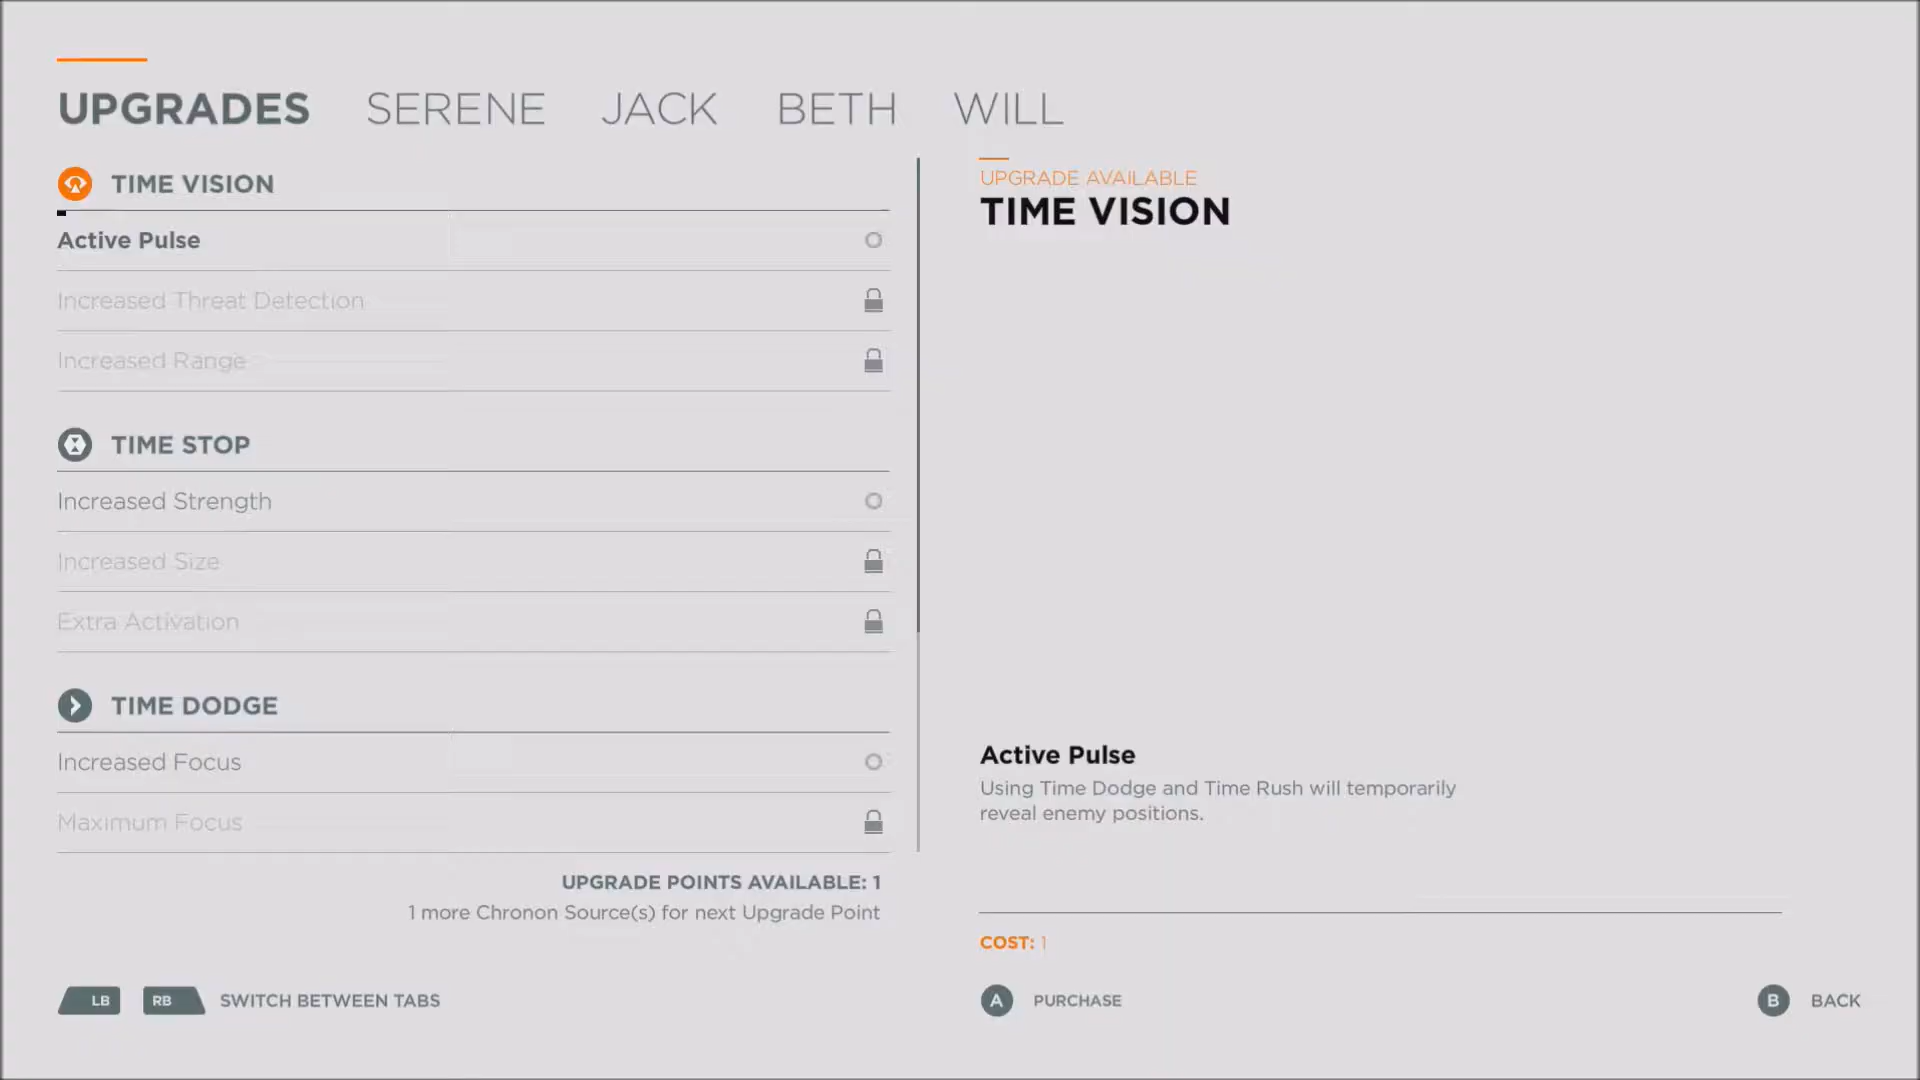 UPGRADES SERENE JACK BETH WILL
TIME VISION
Active Pulse
Increased Threat Detection
Increased Range
TIME STOP
Increased Strength
Increased Size
Extra Activation
TIME DODGE
Increased Focus
Maximum Focus
UPGRADE POINTS AVAILABLE: 1
1 more Chronon Source(s) for next Upgrade Point
UPGRADE AVAILABLE
TIME VISION
Active Pulse
Using Time Dodge and Time Rush will temporarily
reveal enemy positions.
COST: 1
LB RB SWITCH BETWEEN TABS
A PURCHASE
B BACK